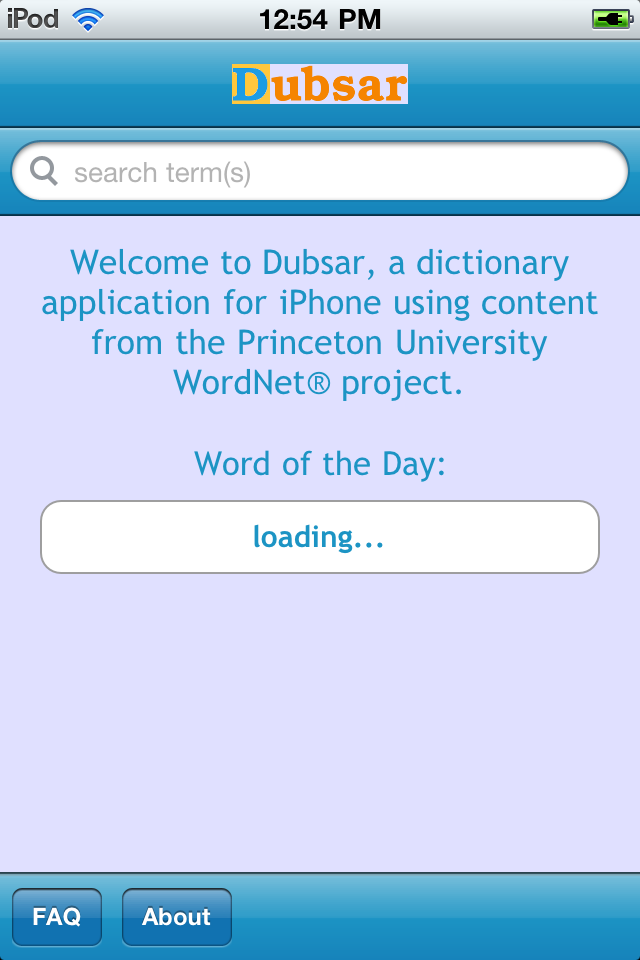 iPod 12:54 PM
Dubsar
search term(s)
Welcome to Dubsar, a dictionary
application for iPhone using content
from the Princeton University
WordNet® project.
Word of the Day:
loading...
FAQ About